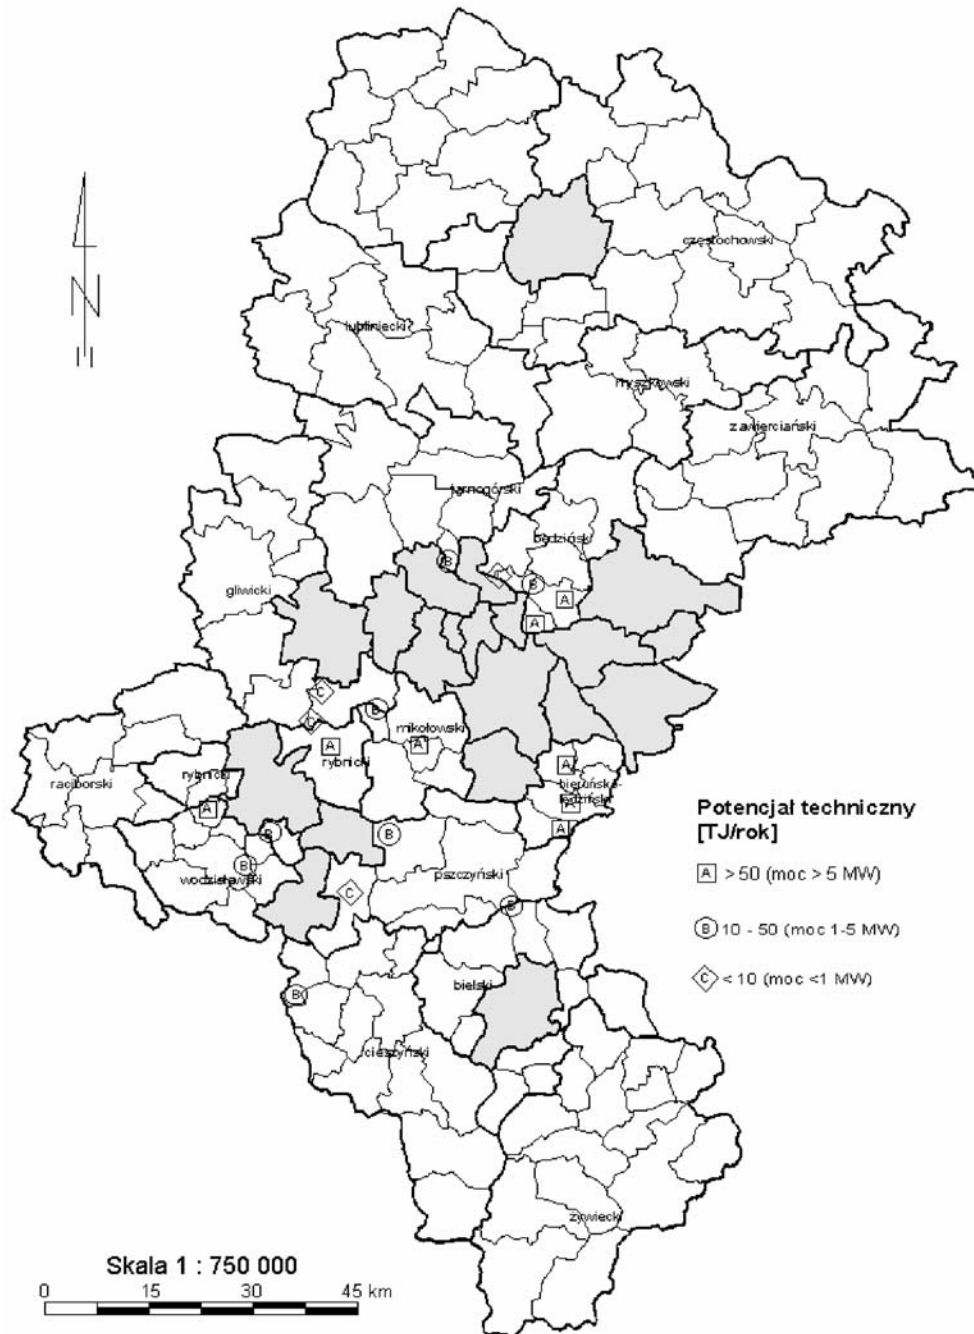 N
częstochowski
lubliniecki
myszkowski
zawierciański
tarnogórski
będziński
B
C
B
A
gliwicki
A
C
B
C
mikołowski
A
A
rybnicki
A
raciborski
rybnicki
bieruńsko-
lędziński
A
A
A
B
B
B
wodzisławski
pszczyński
C
B
bielski
B
cieszyński
żywiecki
Potencjał techniczny
[TJ/rok]
A > 50 (moc > 5 MW)
B 10 - 50 (moc 1-5 MW)
C < 10 (moc <1 MW)
Skala 1 : 750 000
0 15 30 45 km